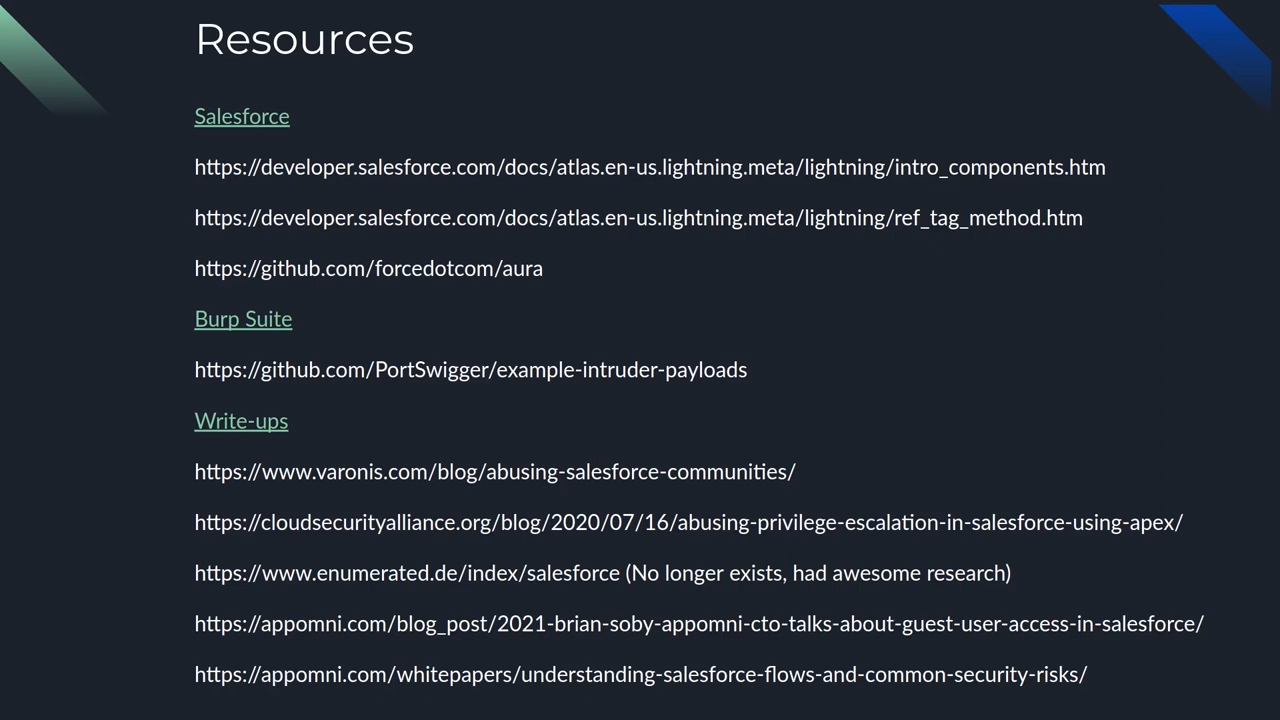 Resources
Salesforce
https://developer.salesforce.com/docs/atlas.en-us.lightning.meta/lightning/intro_components.htm
https://developer.salesforce.com/docs/atlas.en-us.lightning.meta/lightning/ref_tag_method.htm
https://github.com/forcedotcom/aura
Burp Suite
https://github.com/PortSwigger/example-intruder-payloads
Write-ups
https://www.varonis.com/blog/abusing-salesforce-communities/
https://cloudsecurityalliance.org/blog/2020/07/16/abusing-privilege-escalation-in-salesforce-using-apex/
https://www.enumerated.de/index/salesforce (No longer exists, had awesome research)
https://appomni.com/blog_post/2021-brian-soby-appomni-cto-talks-about-guest-user-access-in-salesforce/
https://appomni.com/whitepapers/understanding-salesforce-flows-and-common-security-risks/